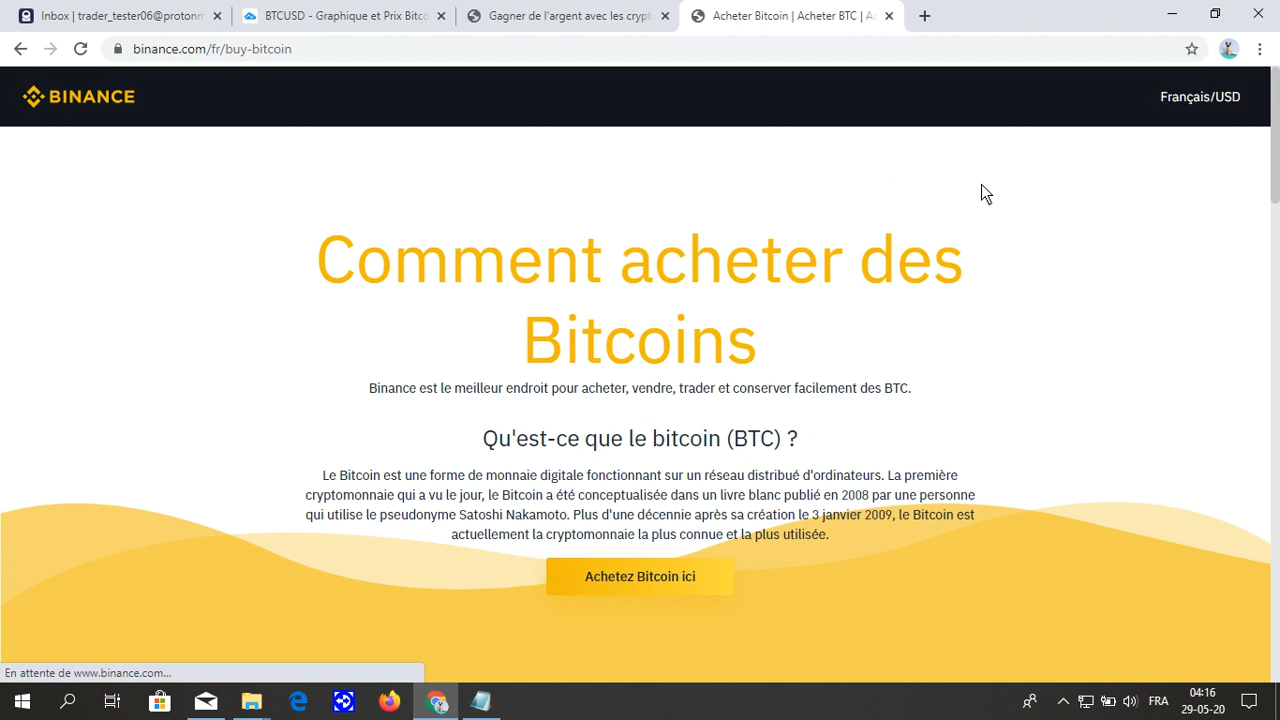 Inbox | trader_tester06@protonm
BTCUSD - Graphique et Prix Bitco
Gagner de l'argent avec les crypt
Acheter Bitcoin | Acheter BTC | Ac
binance.com/fr/buy-bitcoin
BINANCE
Français/USD
Comment acheter des
Bitcoins
Binance est le meilleur endroit pour acheter, vendre, trader et conserver facilement des BTC.
Qu'est-ce que le bitcoin (BTC) ?
Le Bitcoin est une forme de monnaie digitale fonctionnant sur un réseau distribué d'ordinateurs. La première
cryptomonnaie qui a vu le jour, le Bitcoin a été conceptualisée dans un livre blanc publié en 2008 par une personne
qui utilise le pseudonyme Satoshi Nakamoto. Plus d'une décennie après sa création le 3 janvier 2009, le Bitcoin est
actuellement la cryptomonnaie la plus connue et la plus utilisée.
Achetez Bitcoin ici
En attente de www.binance.com...
FRA
04:16
29-05-20